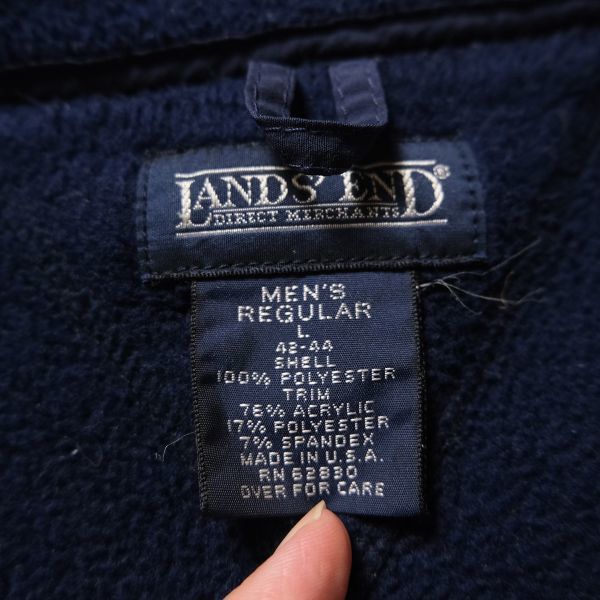 LANDS' END®
DIRECT MERCHANTS
MEN'S
REGULAR
L
42-44
SHELL
100% POLYESTER
TRIM
76% ACRYLIC
17% POLYESTER
7% SPANDEX
MADE IN U.S.A.
RN 62830
OVER FOR CARE